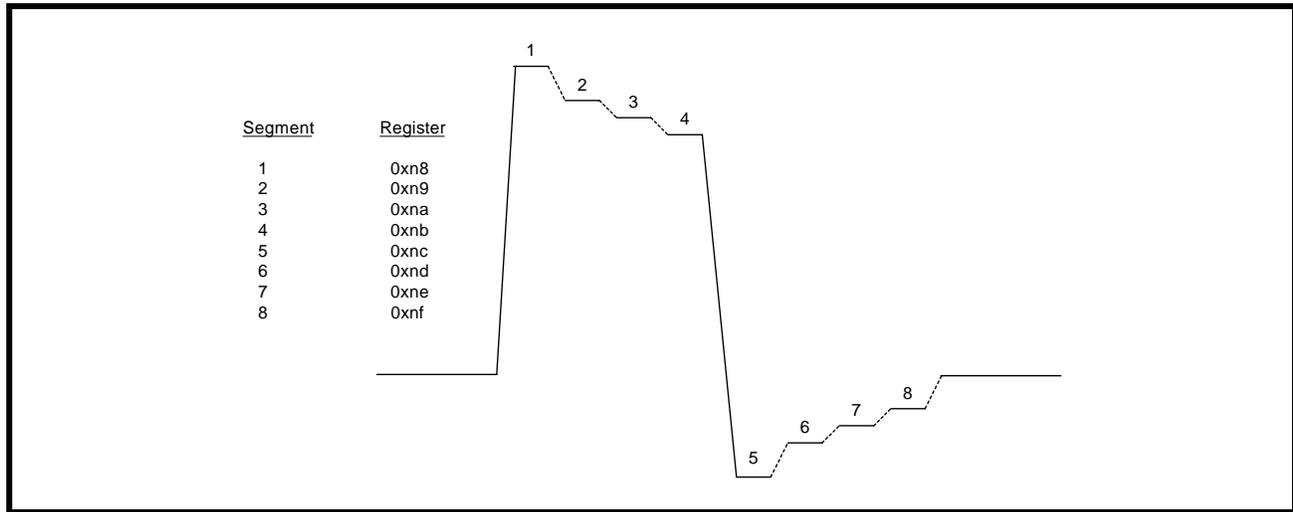 Segment Register
1 0xn8
2 0xn9
3 0xna
4 0xnb
5 0xnc
6 0xnd
7 0xne
8 0xnf
1
2
3
4
5
6
7
8